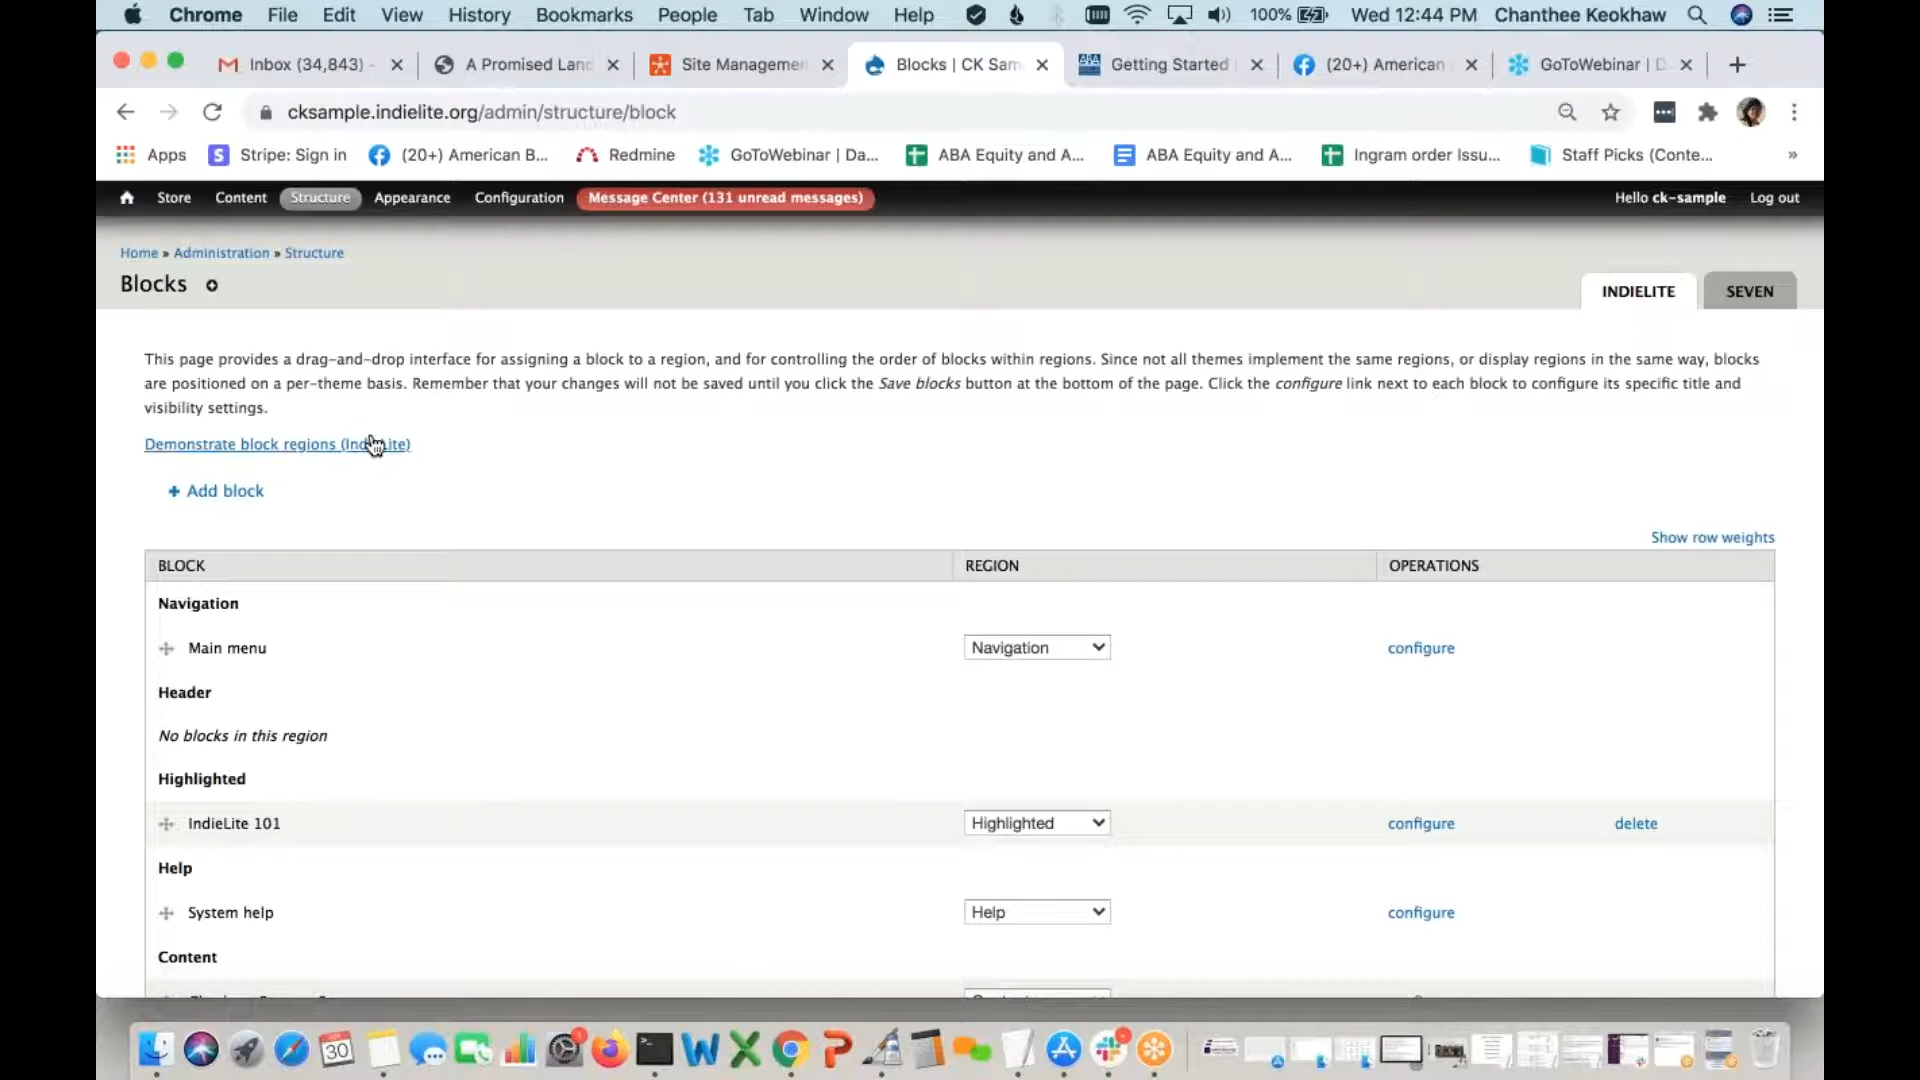 Chrome File Edit View History Bookmarks People Tab Window Help 100% Wed 12:44 PM Chanthee Keokhaw
Inbox (34,843) - A Promised Land Site Managemen Blocks | CK Sam Getting Started (20+) American GoToWebinar | D
cksample.indielite.org/admin/structure/block
Apps Stripe: Sign in (20+) American B... Redmine GoToWebinar | Da... ABA Equity and A... ABA Equity and A... Ingram order Issu... Staff Picks (Conte... »
Store Content Structure Appearance Configuration Message Center (131 unread messages) Hello ck-sample Log out
Home » Administration » Structure
Blocks
INDIELITE SEVEN
This page provides a drag-and-drop interface for assigning a block to a region, and for controlling the order of blocks within regions. Since not all themes implement the same regions, or display regions in the same way, blocks
are positioned on a per-theme basis. Remember that your changes will not be saved until you click the Save blocks button at the bottom of the page. Click the configure link next to each block to configure its specific title and
visibility settings.
Demonstrate block regions (IndieLite)
+ Add block
Show row weights
BLOCK REGION OPERATIONS
Navigation
Main menu Navigation configure
Header
No blocks in this region
Highlighted
IndieLite 101 Highlighted configure delete
Help
System help Help configure
Content
30